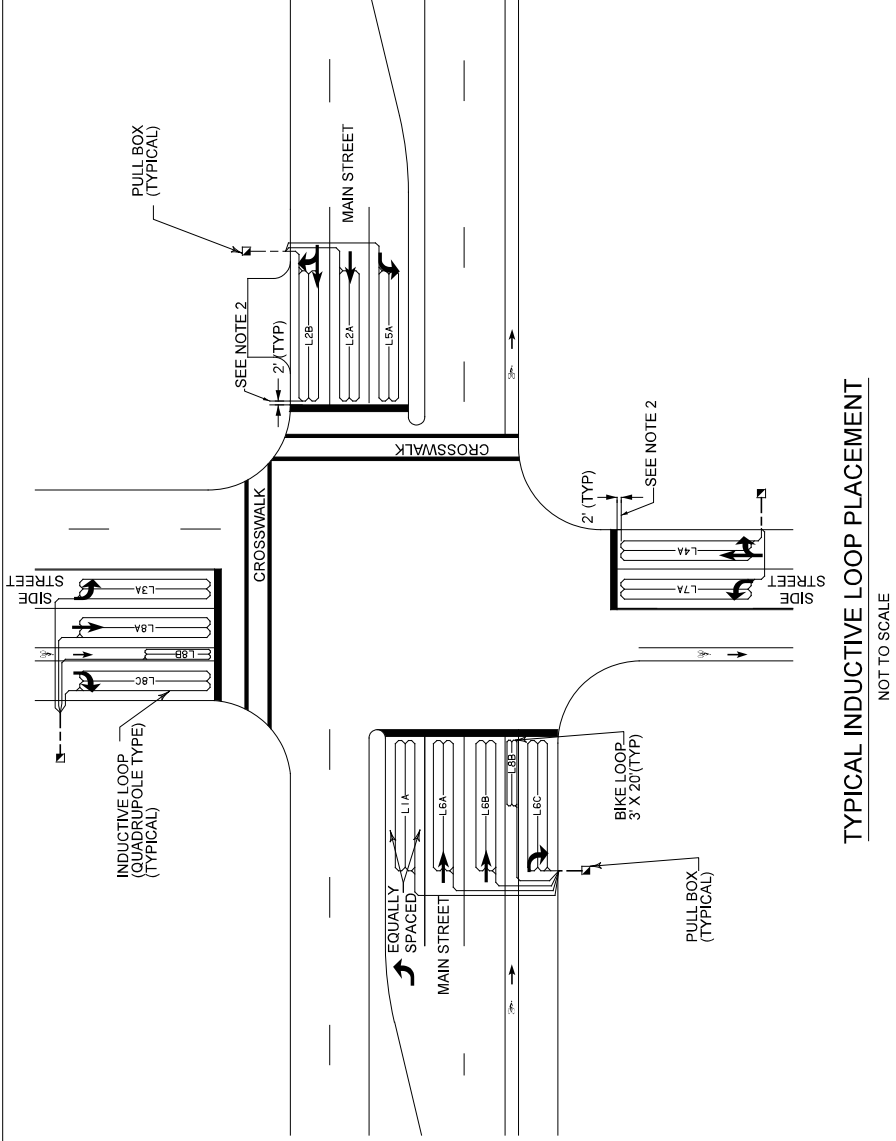 PULL BOX
(TYPICAL)
MAIN STREET
SEE NOTE 2
2' (TYP)
L2B
L2A
L5A
CROSSWALK
CROSSWALK
SIDE
STREET
L3A
L8A
L8B
L8C
INDUCTIVE LOOP
(QUADRUPOLE TYPE)
(TYPICAL)
2' (TYP)
SEE NOTE 2
L4A
L7A
SIDE
STREET
L1A
L6A
L6B
L8B
L6C
EQUALLY
SPACED
MAIN STREET
BIKE LOOP
3' X 20'(TYP)
PULL BOX
(TYPICAL)
TYPICAL INDUCTIVE LOOP PLACEMENT
NOT TO SCALE